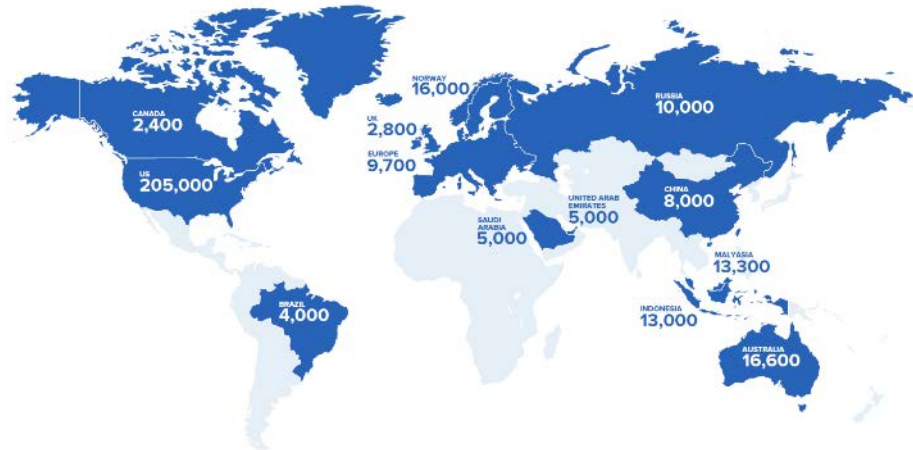 NORWAY
16,000
RUSSIA
10,000
CANADA
2,400
UK
2,800
EUROPE
9,700
US
205,000
CHINA
8,000
UNITED ARAB
EMIRATES
5,000
SAUDI
ARABIA
5,000
MALYASIA
13,300
BRAZIL
4,000
INDONESIA
13,000
AUSTRALIA
16,600